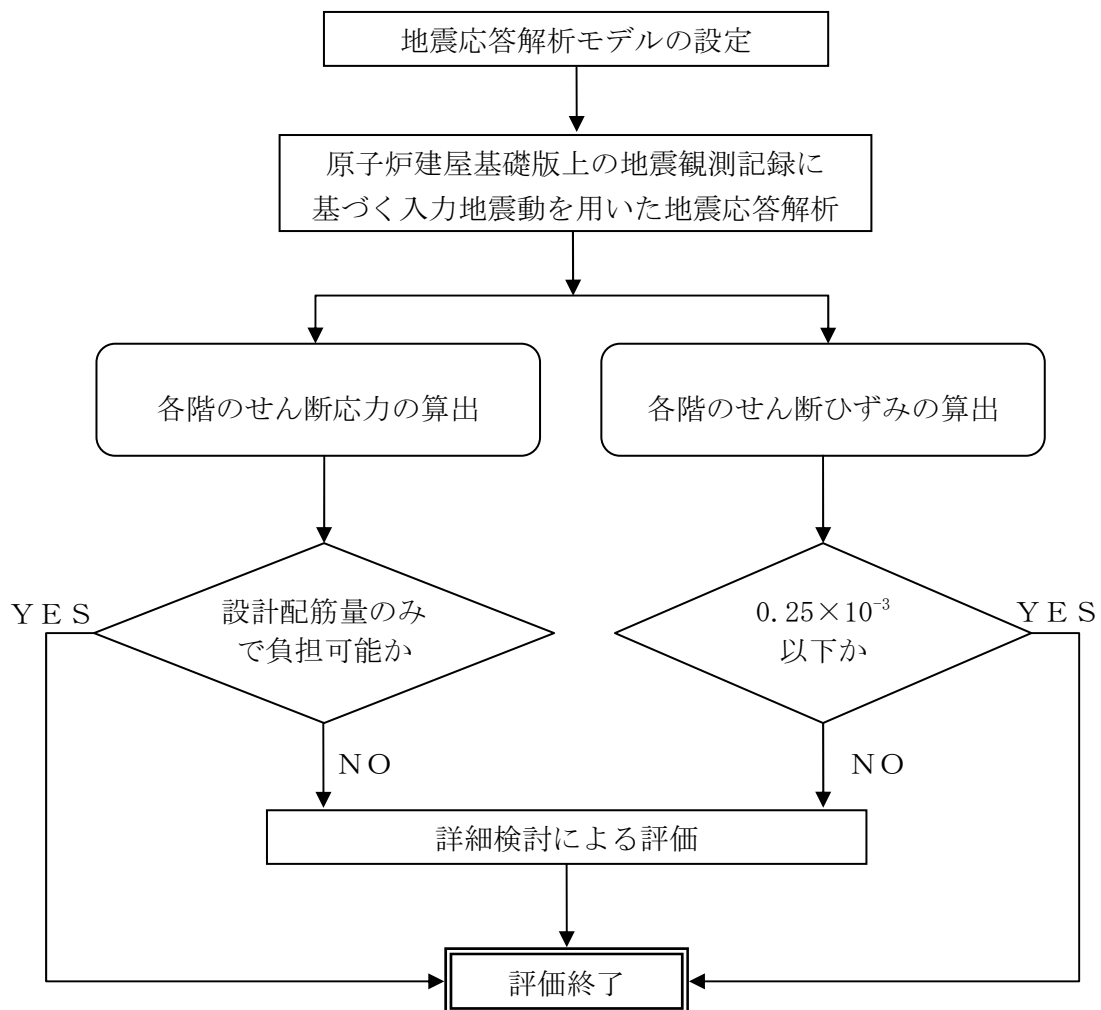 地震応答解析モデルの設定
原子炉建屋基礎版上の地震観測記録に
基づく入力地震動を用いた地震応答解析
各階のせん断応力の算出
各階のせん断ひずみの算出
ＹＥＳ
設計配筋量のみ
で負担可能か
0.25×10⁻³
以下か
ＹＥＳ
ＮＯ
ＮＯ
詳細検討による評価
評価終了